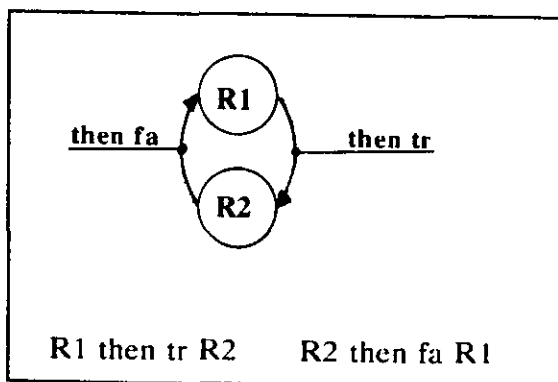 R1
then fa
then tr
R2
R1 then tr R2
R2 then fa R1